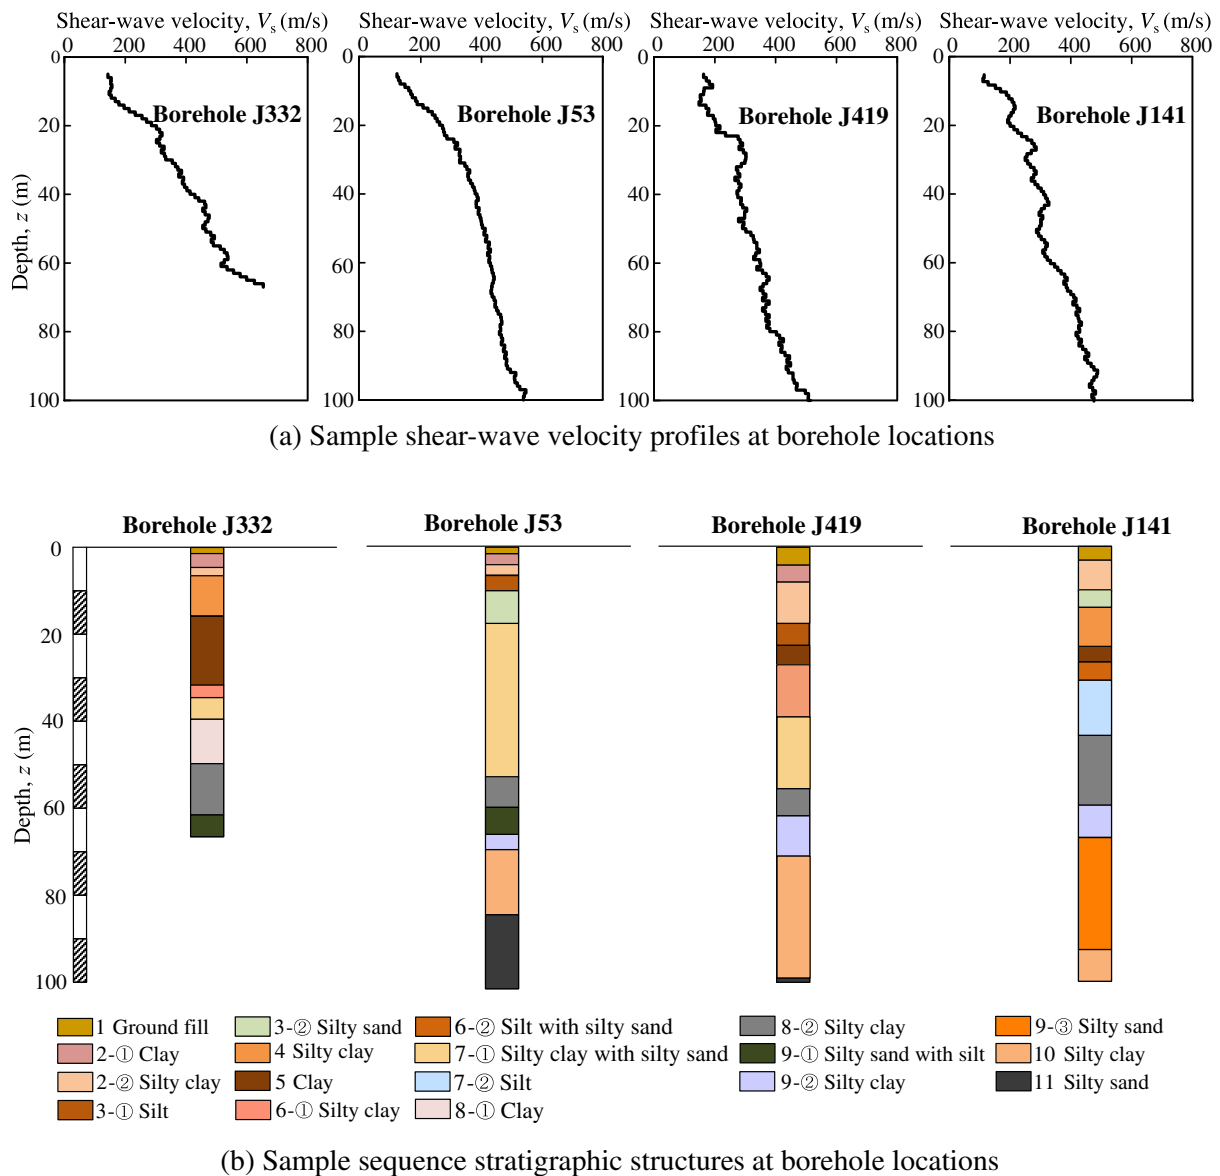 Shear-wave velocity, Vs (m/s) Shear-wave velocity, Vs (m/s) Shear-wave velocity, Vs (m/s) Shear-wave velocity, Vs (m/s)
0 200 400 600 800 0 200 400 600 800 0 200 400 600 800 0 200 400 600 800
0 0 0 0
Borehole J332 Borehole J53 Borehole J419 Borehole J141
20 20 20 20
40 40 40 40
Depth, z (m)
60 60 60 60
80 80 80 80
100 100 100 100
(a) Sample shear-wave velocity profiles at borehole locations
Borehole J332 Borehole J53 Borehole J419 Borehole J141
0
20
40
Depth, z (m)
60
80
100
1 Ground fill 3-② Silty sand 6-② Silt with silty sand 8-② Silty clay 9-③ Silty sand
2-① Clay 4 Silty clay 7-① Silty clay with silty sand 9-① Silty sand with silt 10 Silty clay
2-② Silty clay 5 Clay 7-② Silt 9-② Silty clay 11 Silty sand
3-① Silt 6-① Silty clay 8-① Clay
(b) Sample sequence stratigraphic structures at borehole locations